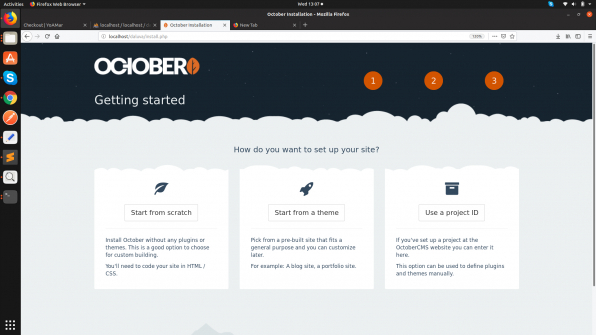 Activities
Firefox Web Browser
Wed 13:07
October Installation - Mozilla Firefox
Checkout | YoAMar
localhost / localhost /
October Installation
New Tab
install.php
OCTOBER
1
2
3
Getting started
How do you want to set up your site?
Start from scratch
Install October without any plugins or
themes. This is a good option to choose
for custom building.
You'll need to code your site in HTML /
CSS.
Start from a theme
Pick from a pre-built site that fits a
general purpose and you can customize
later.
For example: A blog site, a portfolio site.
Use a project ID
If you've set up a project at the
OctoberCMS website you can enter it
here.
This option can be used to define plugins
and themes manually.